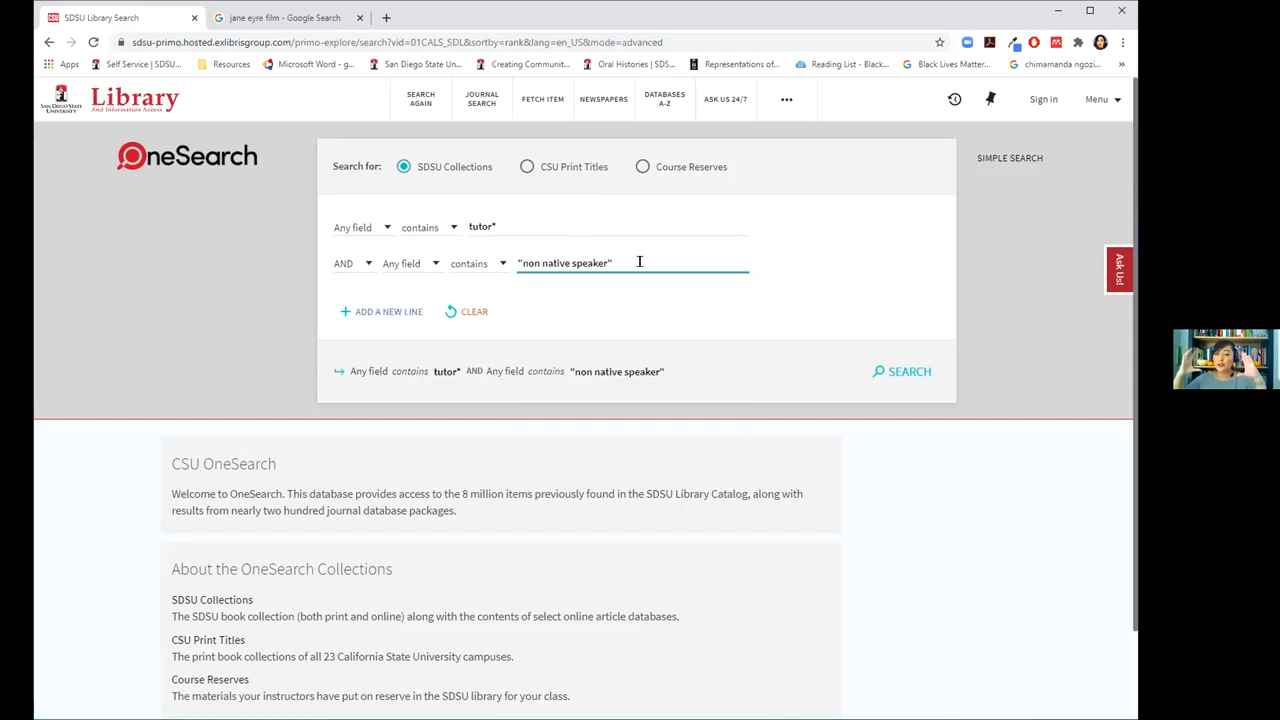 SDSU Library Search
jane eyre film - Google Search
sdsu-primo.hosted.exlibrisgroup.com/primo-explore/search?vid=01CALS_SDL&sortby=rank&lang=en_US&mode=advanced
Apps Self Service | SDSU... Resources Microsoft Word - g... San Diego State Un... Creating Communit... Oral Histories | SDS... Representations of... Reading List - Black... Black Lives Matter... chimamanda ngozi... »
SAN DIEGO STATE UNIVERSITY
Library
And Information Access
SEARCH AGAIN
JOURNAL SEARCH
FETCH ITEM
NEWSPAPERS
DATABASES A-Z
ASK US 24/7
Sign in
Menu
OneSearch
Search for: SDSU Collections CSU Print Titles Course Reserves
SIMPLE SEARCH
Any field contains tutor*
AND Any field contains "non native speaker"
+ ADD A NEW LINE CLEAR
Any field contains tutor* AND Any field contains "non native speaker"
SEARCH
Ask Us!
CSU OneSearch
Welcome to OneSearch. This database provides access to the 8 million items previously found in the SDSU Library Catalog, along with
results from nearly two hundred journal database packages.
About the OneSearch Collections
SDSU Collections
The SDSU book collection (both print and online) along with the contents of select online article databases.
CSU Print Titles
The print book collections of all 23 California State University campuses.
Course Reserves
The materials your instructors have put on reserve in the SDSU library for your class.